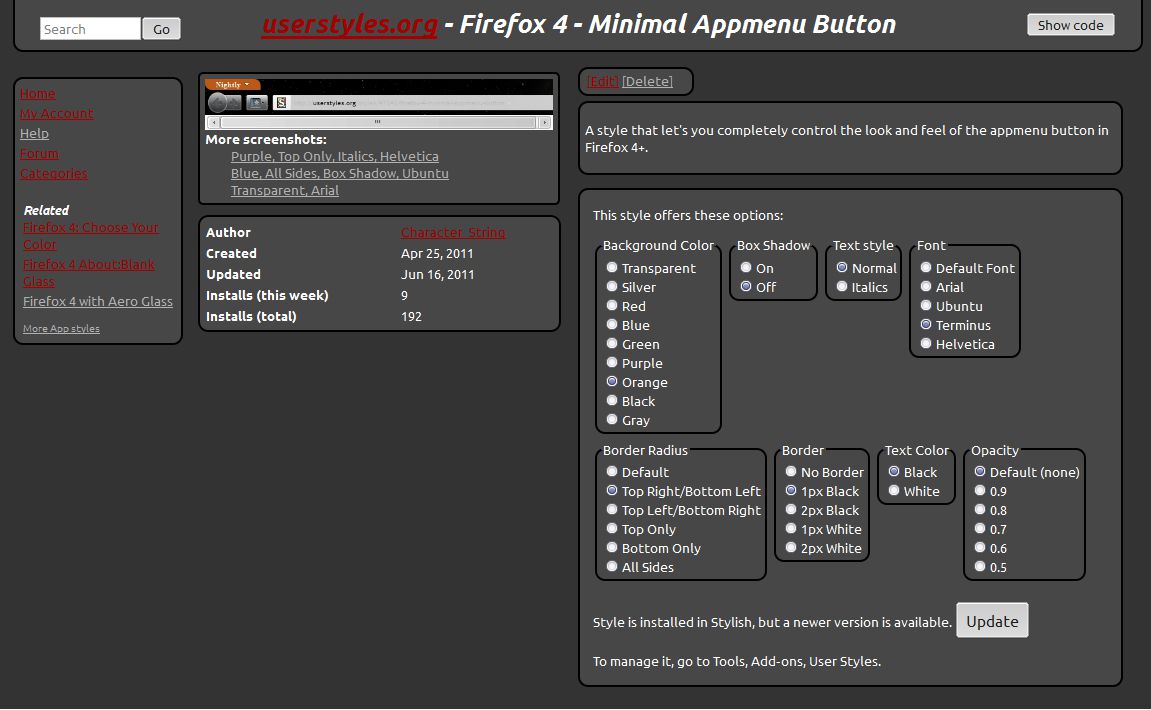 Search Go
userstyles.org - Firefox 4 - Minimal Appmenu Button
Show code
Home
My Account
Help
Forum
Categories
Related
Firefox 4: Choose Your
Color
Firefox 4 About:Blank
Glass
Firefox 4 with Aero Glass
More App styles
Nightly
S
userstyles.org
More screenshots:
Purple, Top Only, Italics, Helvetica
Blue, All Sides, Box Shadow, Ubuntu
Transparent, Arial
Author Character_String
Created Apr 25, 2011
Updated Jun 16, 2011
Installs (this week) 9
Installs (total) 192
[Edit] [Delete]
A style that let's you completely control the look and feel of the appmenu button in
Firefox 4+.
This style offers these options:
Background Color
Transparent
Silver
Red
Blue
Green
Purple
Orange
Black
Gray
Box Shadow
On
Off
Text style
Normal
Italics
Font
Default Font
Arial
Ubuntu
Terminus
Helvetica
Border Radius
Default
Top Right/Bottom Left
Top Left/Bottom Right
Top Only
Bottom Only
All Sides
Border
No Border
1px Black
2px Black
1px White
2px White
Text Color
Black
White
Opacity
Default (none)
0.9
0.8
0.7
0.6
0.5
Style is installed in Stylish, but a newer version is available. Update
To manage it, go to Tools, Add-ons, User Styles.